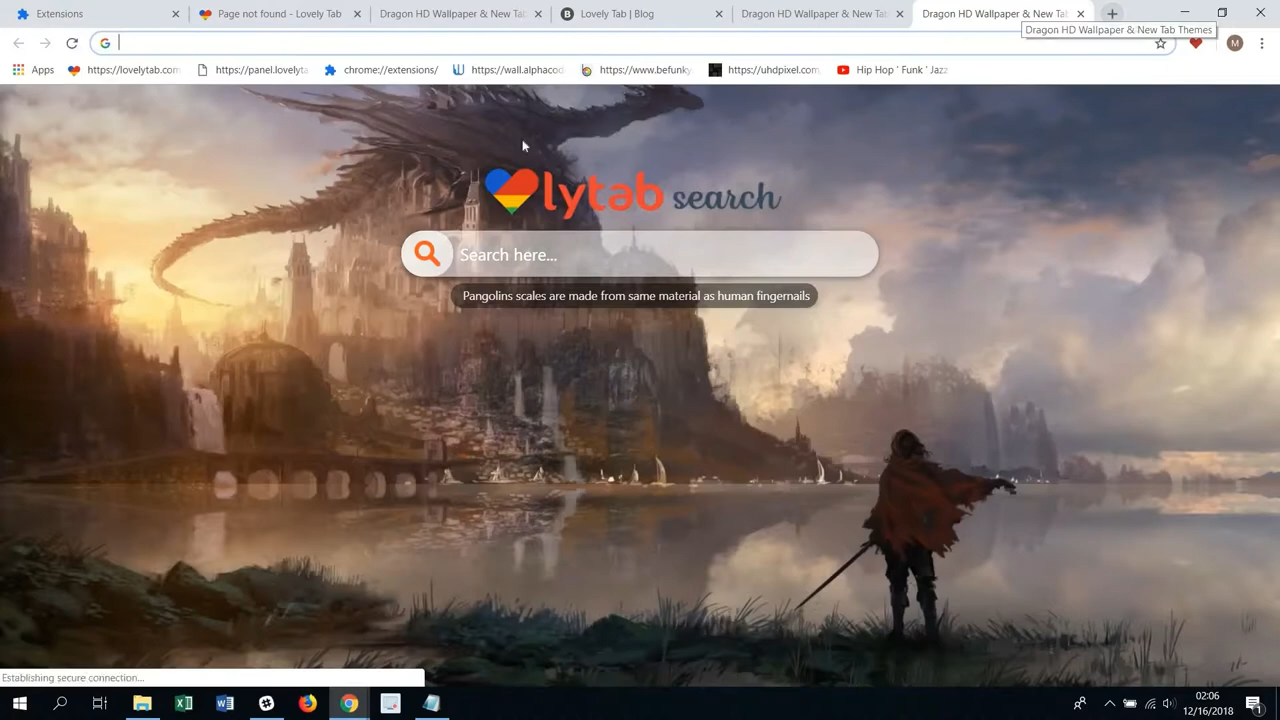 Extensions
Page not found - Lovely Tab
Dragon HD Wallpaper & New Tab
Lovely Tab | Blog
Dragon HD Wallpaper & New Tab
Dragon HD Wallpaper & New Tab
Dragon HD Wallpaper & New Tab Themes
M
Apps
https://lovelytab.com
https://panel.lovelyta
chrome://extensions/
https://wall.alphacod
https://www.befunky
https://uhdpixel.com
Hip Hop ' Funk ' Jazz
lytab search
Search here...
Pangolins scales are made from same material as human fingernails
Establishing secure connection...
02:06
12/16/2018